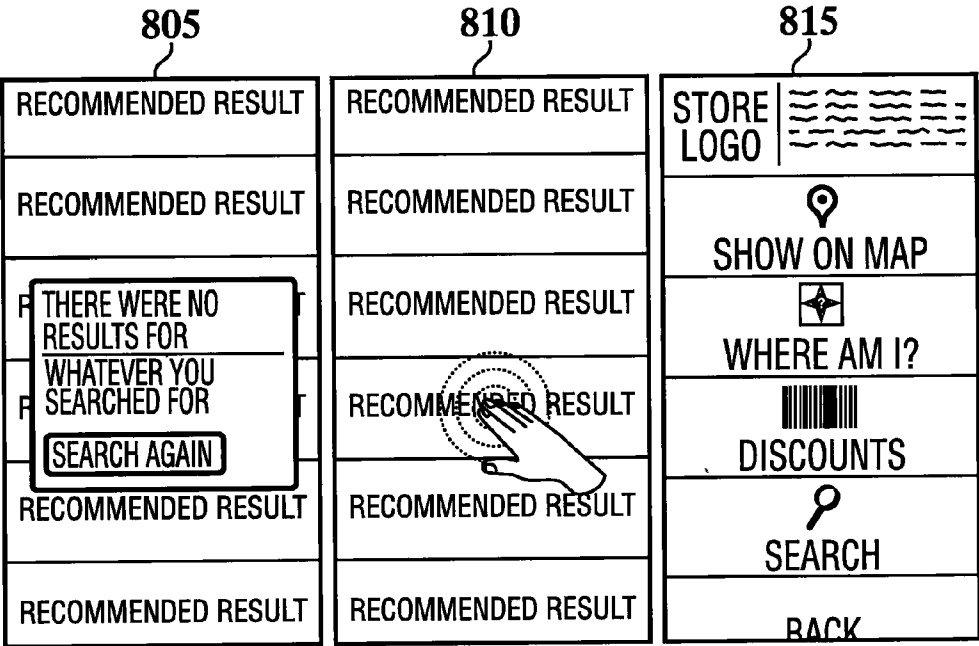 805
RECOMMENDED RESULT
RECOMMENDED RESULT
R T
THERE WERE NO
RESULTS FOR
WHATEVER YOU
SEARCHED FOR
R T
SEARCH AGAIN
RECOMMENDED RESULT
RECOMMENDED RESULT
810
RECOMMENDED RESULT
RECOMMENDED RESULT
RECOMMENDED RESULT
RECOMMENDED RESULT
RECOMMENDED RESULT
RECOMMENDED RESULT
815
STORE
LOGO
SHOW ON MAP
WHERE AM I?
DISCOUNTS
SEARCH
BACK